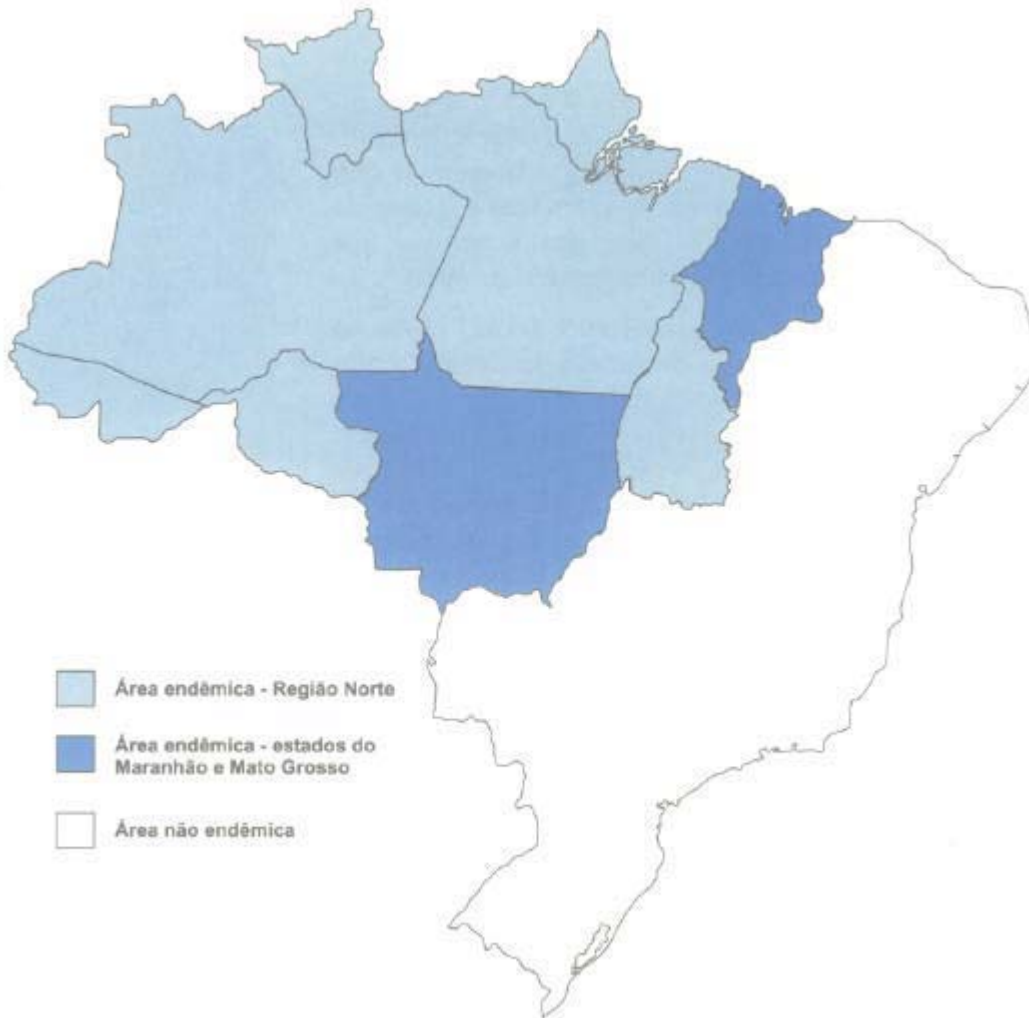 Área endêmica - Região Norte
Área endêmica - estados do
Maranhão e Mato Grosso
Área não endêmica